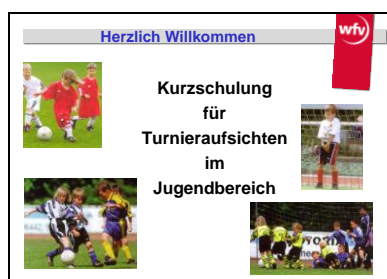 Herzlich Willkommen
wfv
Kurzschulung
für
Turnieraufsichten
im
Jugendbereich